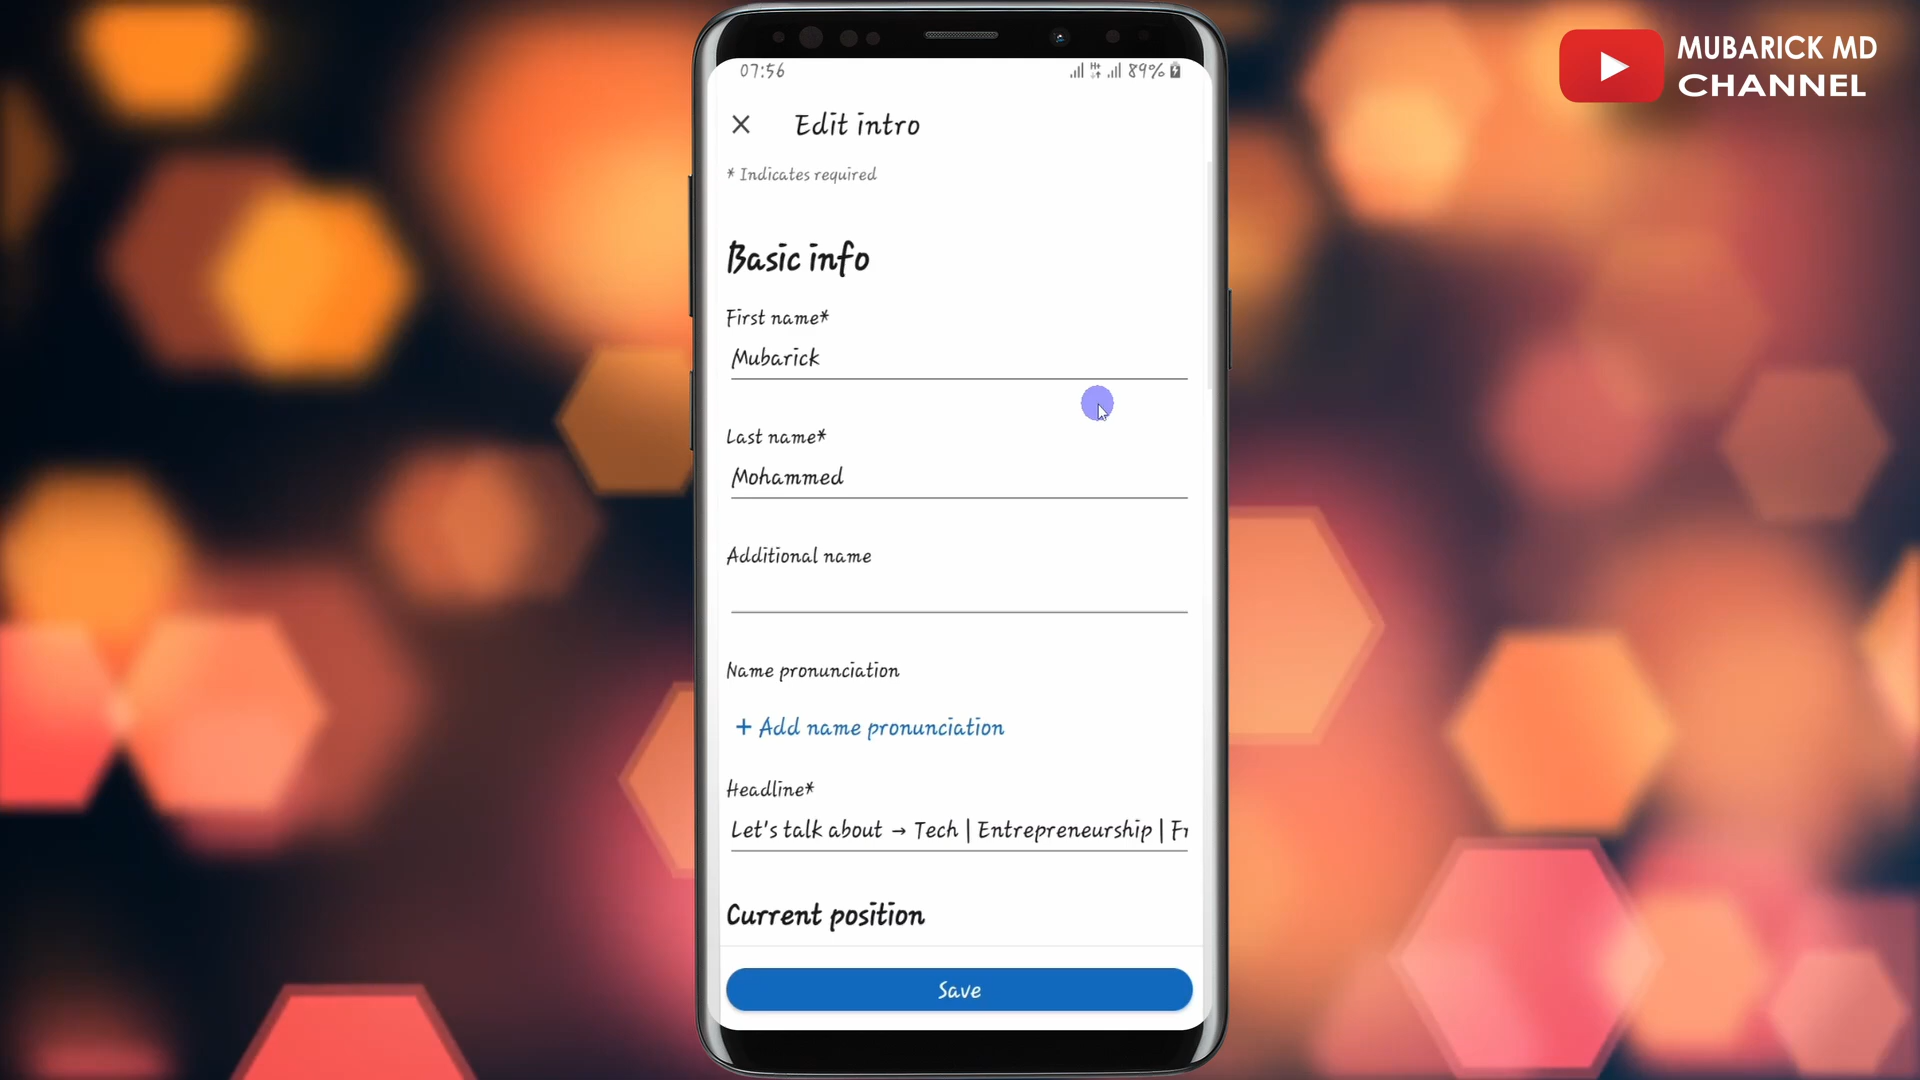 MUBARICK MD
CHANNEL
07:56
89%
Edit intro
* Indicates required
Basic info
First name*
Mubarick
Last name*
Mohammed
Additional name
Name pronunciation
+ Add name pronunciation
Headline*
Let's talk about → Tech | Entrepreneurship | Fr
Current position
Save